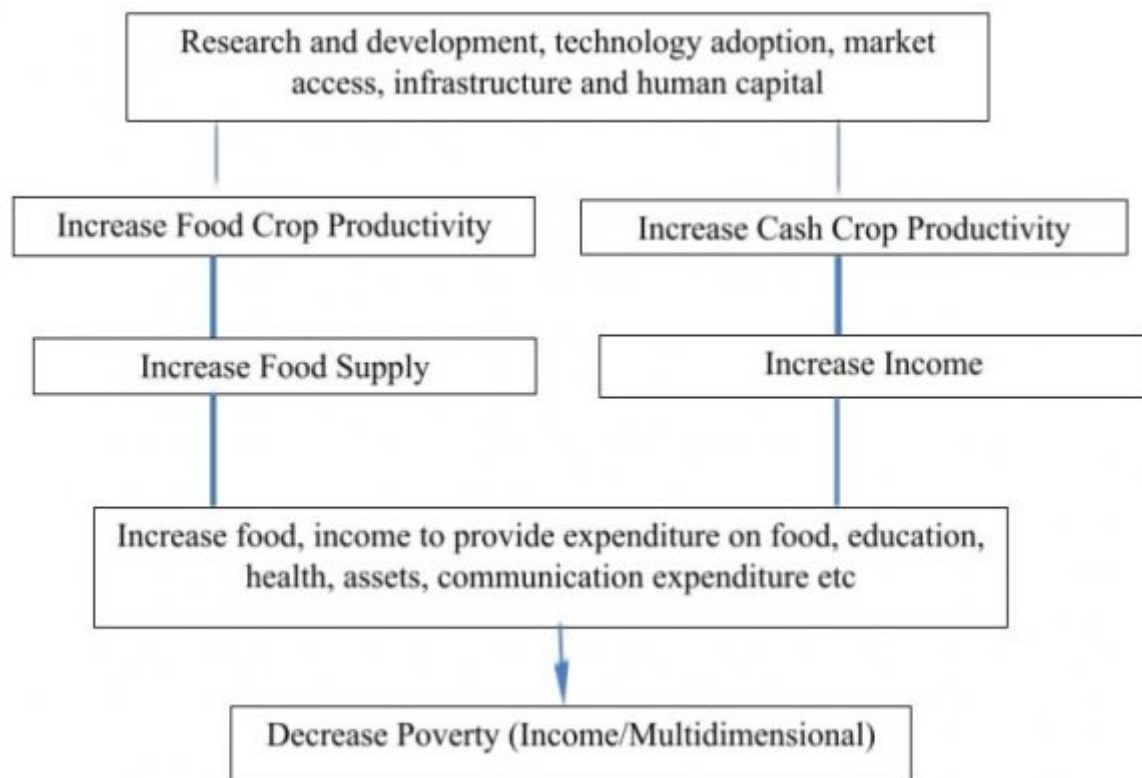 Research and development, technology adoption, market
access, infrastructure and human capital
Increase Food Crop Productivity
Increase Cash Crop Productivity
Increase Food Supply
Increase Income
Increase food, income to provide expenditure on food, education,
health, assets, communication expenditure etc
Decrease Poverty (Income/Multidimensional)